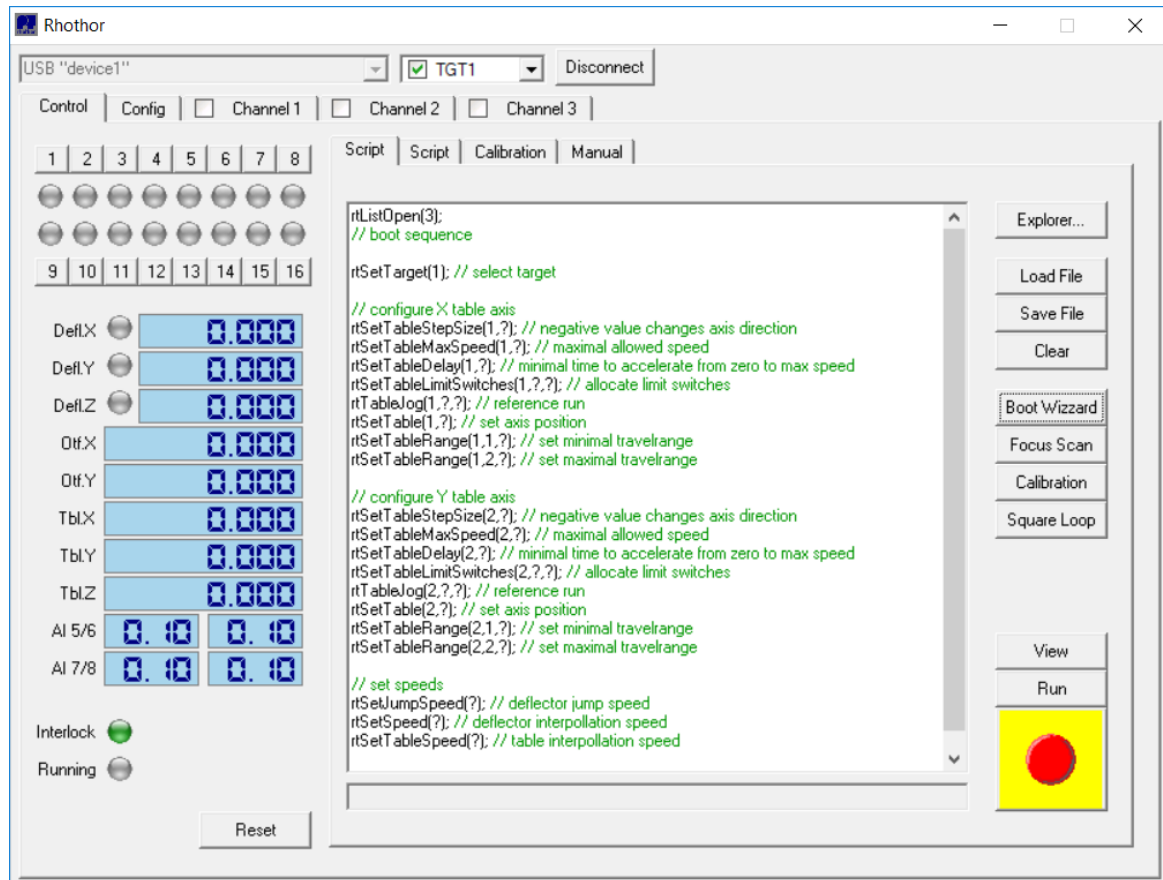 Rhothor
USB "device1"
TGT1
Disconnect
Control Config Channel 1 Channel 2 Channel 3
1 2 3 4 5 6 7 8
9 10 11 12 13 14 15 16
Defl.X 0.000
Defl.Y 0.000
Defl.Z 0.000
Otf.X 0.000
Otf.Y 0.000
Tbl.X 0.000
Tbl.Y 0.000
Tbl.Z 0.000
AI 5/6 0.10 0.10
AI 7/8 0.10 0.10
Interlock
Running
Reset
Script Script Calibration Manual
rtListOpen(3);
// boot sequence
rtSetTarget(1); // select target
// configure X table axis
rtSetTableStepSize(1,?); // negative value changes axis direction
rtSetTableMaxSpeed(1,?); // maximal allowed speed
rtSetTableDelay(1,?); // minimal time to accelerate from zero to max speed
rtSetTableLimitSwitches(1,?,?); // allocate limit switches
rtTableJog(1,?,?); // reference run
rtSetTable(1,?); // set axis position
rtSetTableRange(1,1,?); // set minimal travelrange
rtSetTableRange(1,2,?); // set maximal travelrange
// configure Y table axis
rtSetTableStepSize(2,?); // negative value changes axis direction
rtSetTableMaxSpeed(2,?); // maximal allowed speed
rtSetTableDelay(2,?); // minimal time to accelerate from zero to max speed
rtSetTableLimitSwitches(2,?,?); // allocate limit switches
rtTableJog(2,?,?); // reference run
rtSetTable(2,?); // set axis position
rtSetTableRange(2,1,?); // set minimal travelrange
rtSetTableRange(2,2,?); // set maximal travelrange
// set speeds
rtSetJumpSpeed(?); // deflector jump speed
rtSetSpeed(?); // deflector interpollation speed
rtSetTableSpeed(?); // table interpollation speed
Explorer...
Load File
Save File
Clear
Boot Wizzard
Focus Scan
Calibration
Square Loop
View
Run